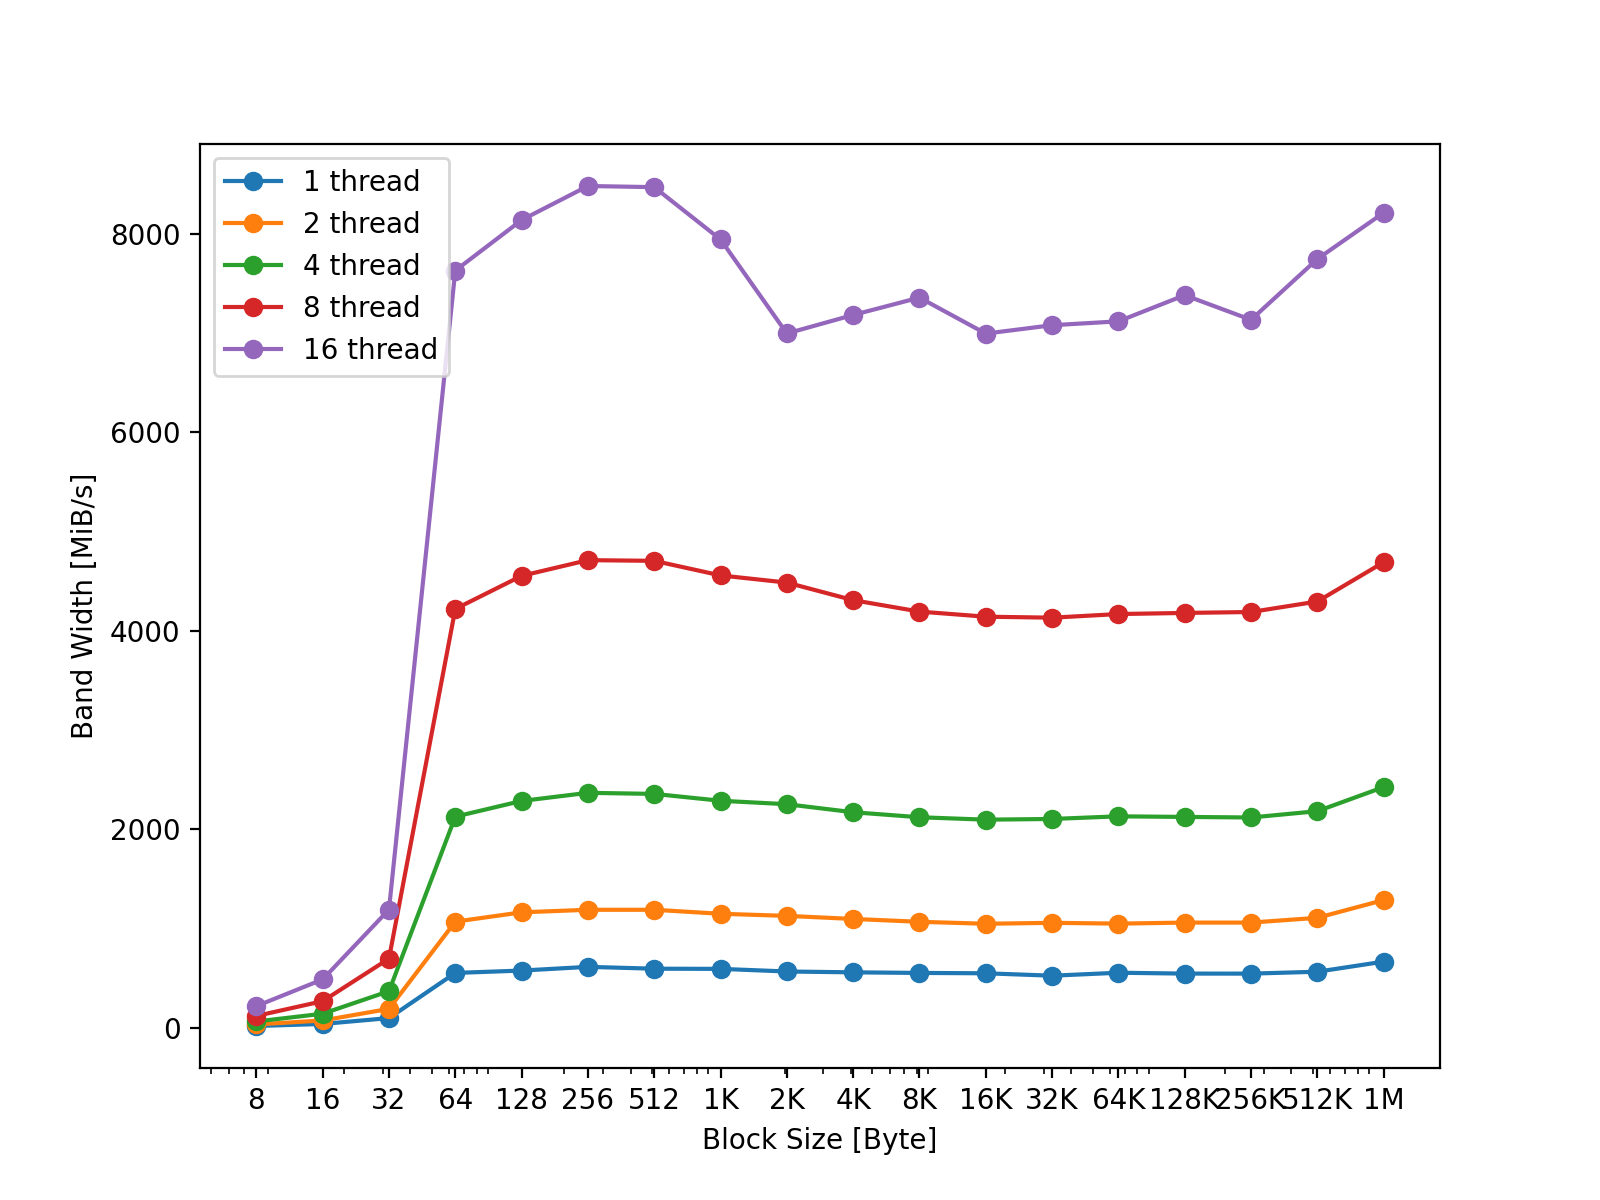 1 thread
2 thread
4 thread
8 thread
16 thread
8000
6000
4000
2000
0
Band Width [MiB/s]
8 16 32 64 128 256 512 1K 2K 4K 8K 16K 32K 64K 128K 256K 512K 1M
Block Size [Byte]